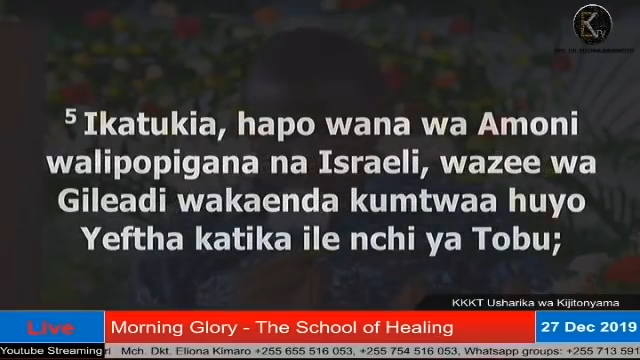 5 Ikatukia, hapo wana wa Amoni
walipopigana na Israeli, wazee wa
Gileadi wakaenda kumtwaa huyo
Yeftha katika ile nchi ya Tobu;
KKKT Usharika wa Kijitonyama
Live Morning Glory - The School of Healing 27 Dec 2019
Youtube Streaming ri Mch. Dkt. Eliona Kimaro +255 655 516 053, +255 754 516 053, Whatsapp groups: +255 713 591